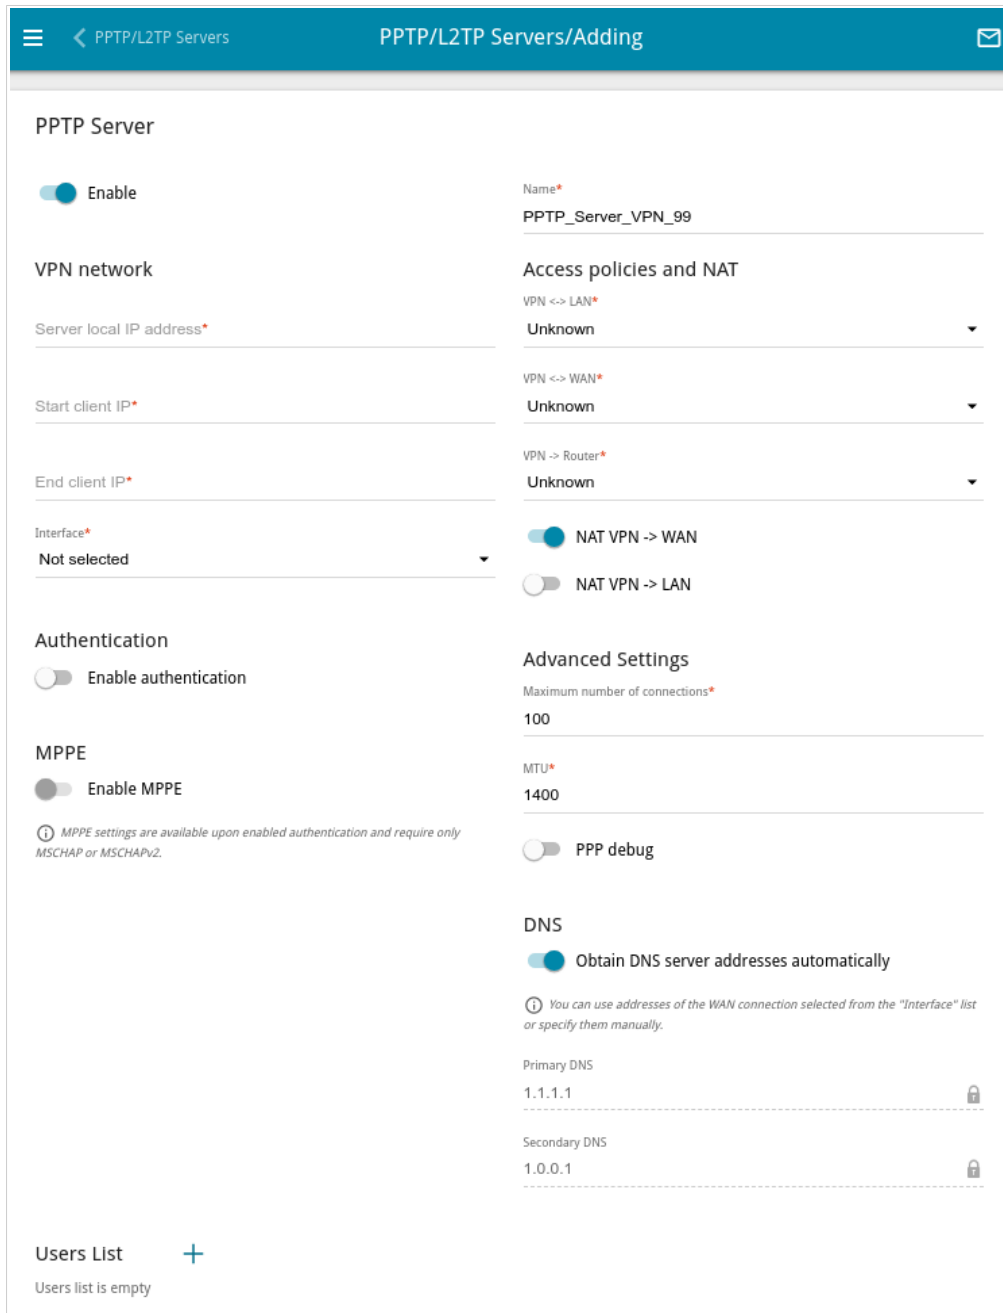 PPTP/L2TP Servers
PPTP/L2TP Servers/Adding
PPTP Server
Enable
Name*
PPTP_Server_VPN_99
VPN network
Server local IP address*
Start client IP*
End client IP*
Interface*
Not selected
Access policies and NAT
VPN <-> LAN*
Unknown
VPN <-> WAN*
Unknown
VPN -> Router*
Unknown
NAT VPN -> WAN
NAT VPN -> LAN
Authentication
Enable authentication
MPPE
Enable MPPE
MPPE settings are available upon enabled authentication and require only
MSCHAP or MSCHAPv2.
Advanced Settings
Maximum number of connections*
100
MTU*
1400
PPP debug
DNS
Obtain DNS server addresses automatically
You can use addresses of the WAN connection selected from the "Interface" list
or specify them manually.
Primary DNS
1.1.1.1
Secondary DNS
1.0.0.1
Users List
Users list is empty